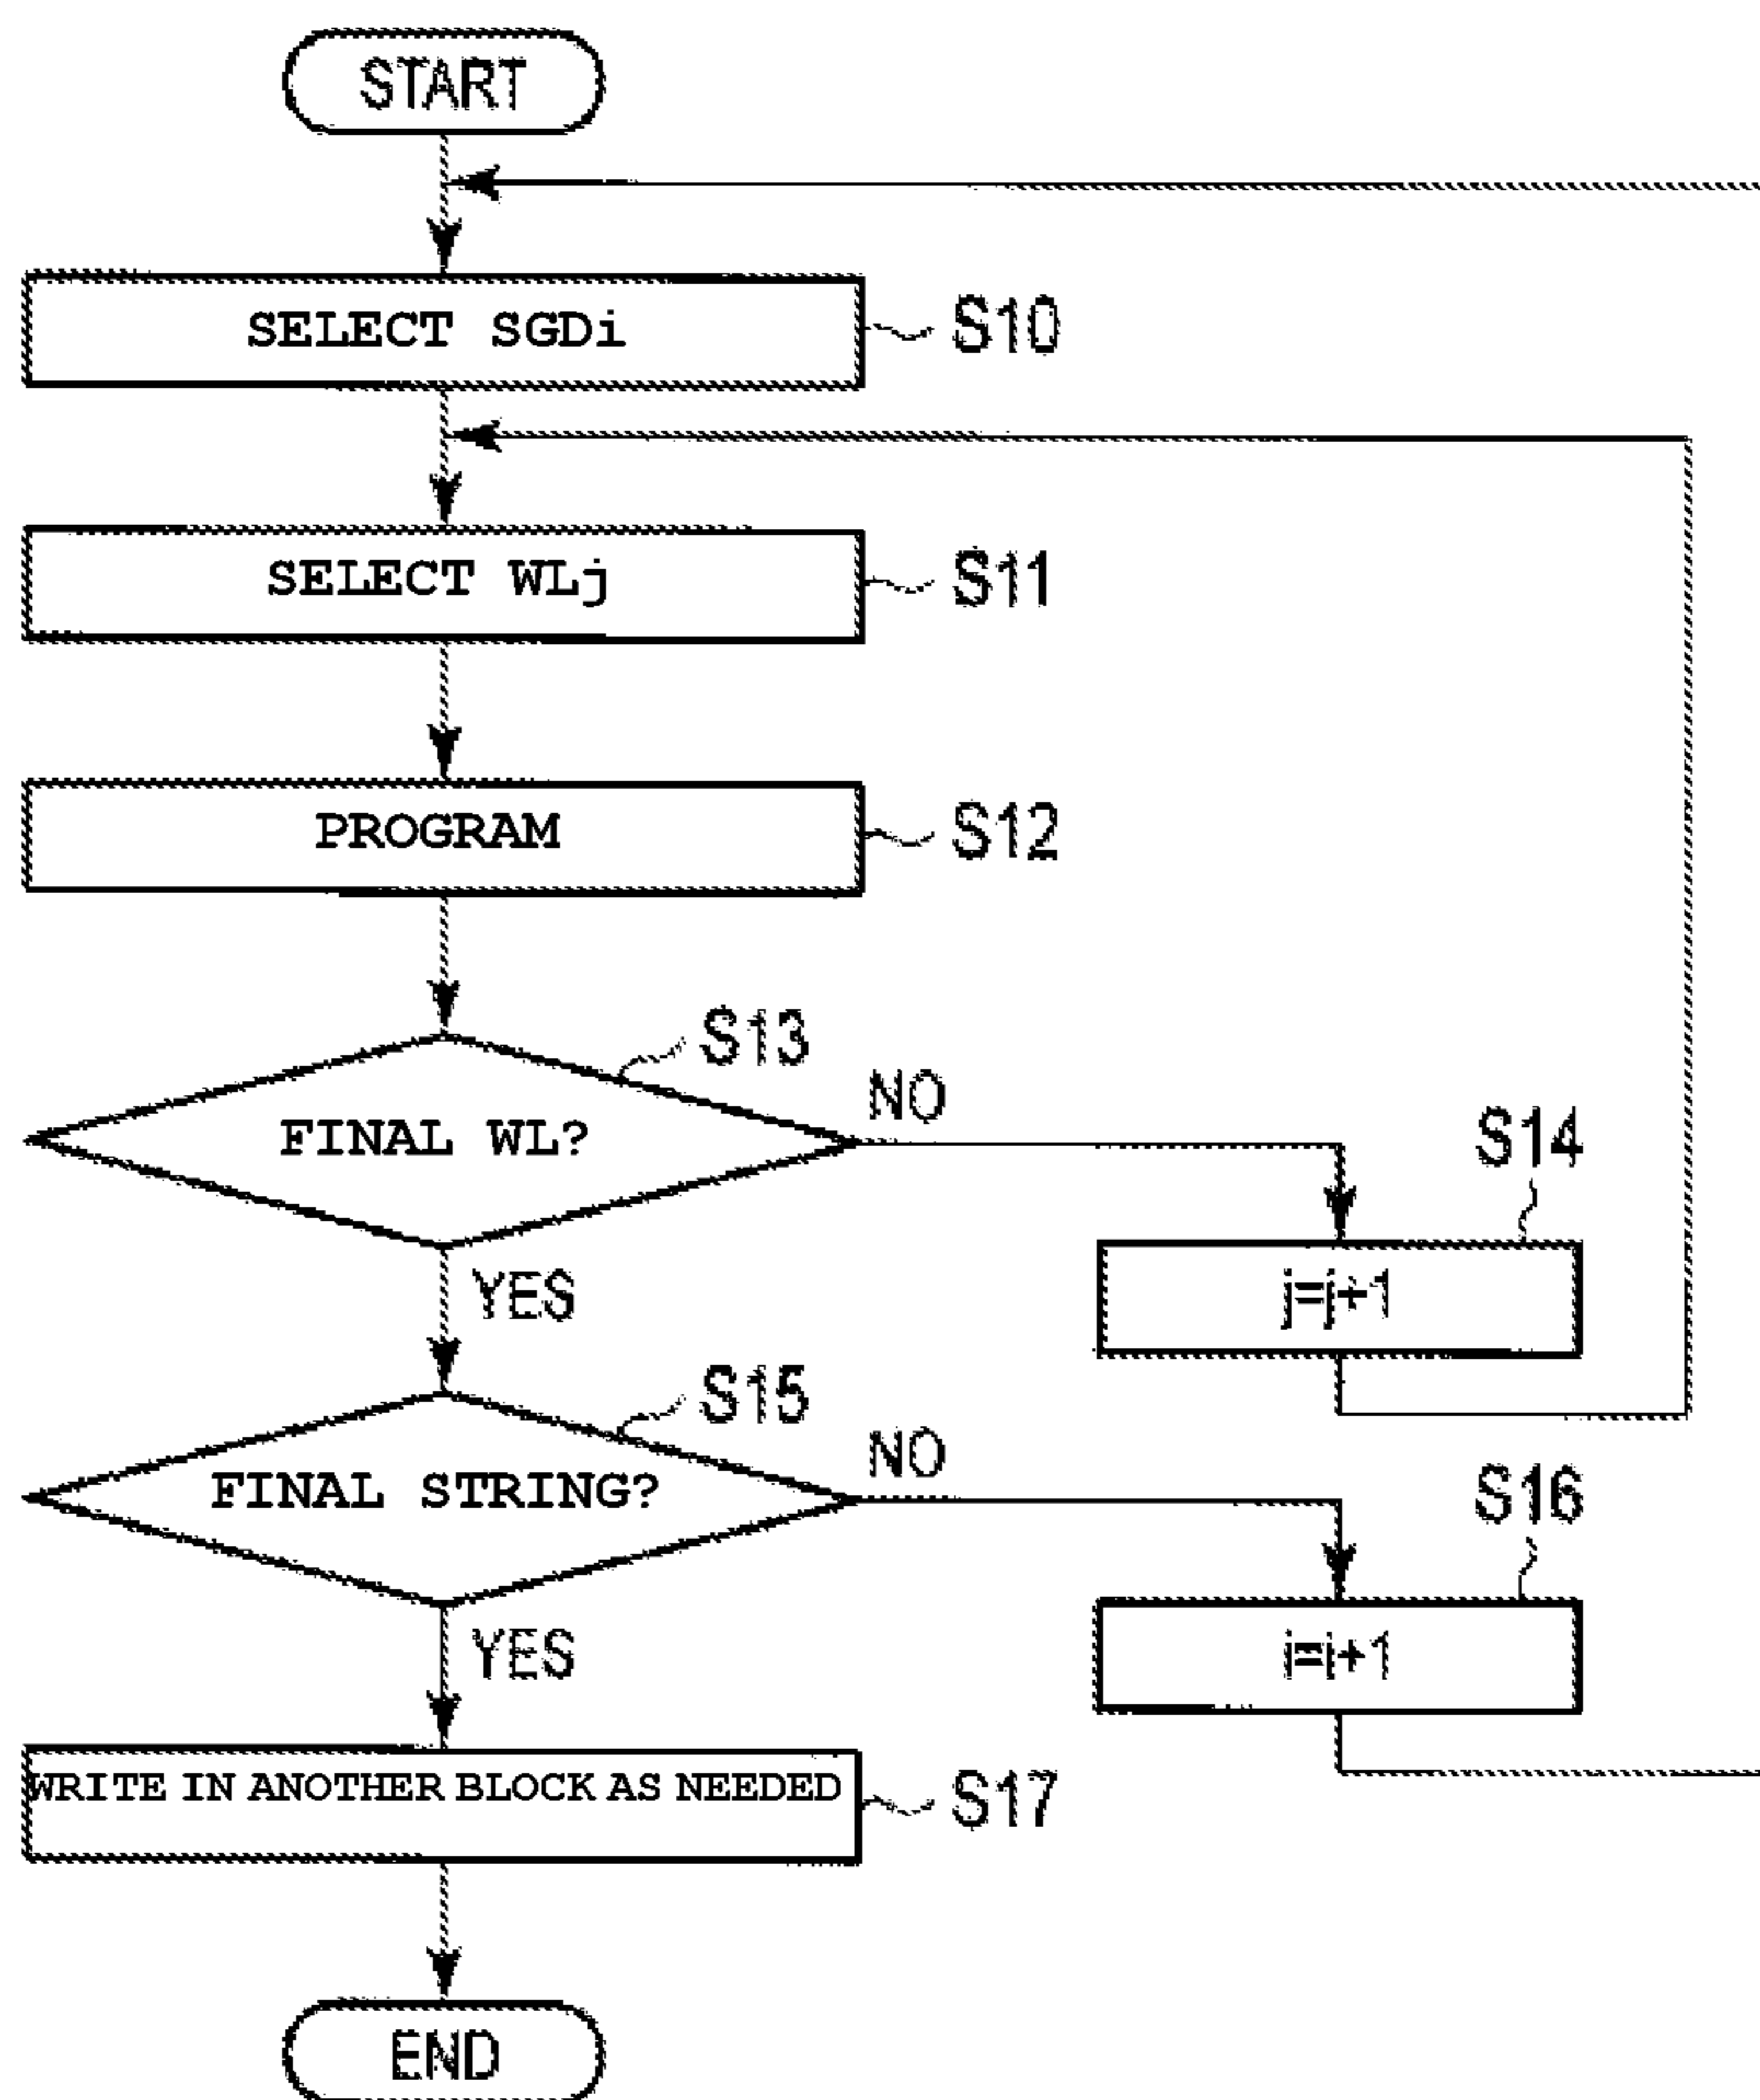 START
SELECT SGDi
S10
SELECT WLj
S11
PROGRAM
S12
S13
FINAL WL?
NO
S14
YES
j=j+1
S15
FINAL STRING?
NO
S16
YES
i=i+1
WRITE IN ANOTHER BLOCK AS NEEDED
S17
END